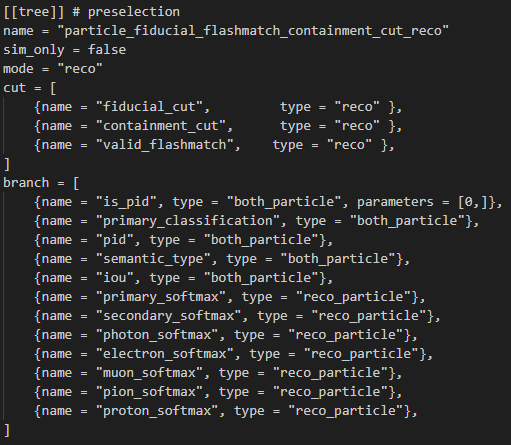 [[tree]] # preselection
name = "particle_fiducial_flashmatch_containment_cut_reco"
sim_only = false
mode = "reco"
cut = [
    {name = "fiducial_cut",         type = "reco" },
    {name = "containment_cut",      type = "reco" },
    {name = "valid_flashmatch",    type = "reco" },
]
branch = [
    {name = "is_pid", type = "both_particle", parameters = [0,]},
    {name = "primary_classification", type = "both_particle"},
    {name = "pid", type = "both_particle"},
    {name = "semantic_type", type = "both_particle"},
    {name = "iou", type = "both_particle"},
    {name = "primary_softmax", type = "reco_particle"},
    {name = "secondary_softmax", type = "reco_particle"},
    {name = "photon_softmax", type = "reco_particle"},
    {name = "electron_softmax", type = "reco_particle"},
    {name = "muon_softmax", type = "reco_particle"},
    {name = "pion_softmax", type = "reco_particle"},
    {name = "proton_softmax", type = "reco_particle"},
]